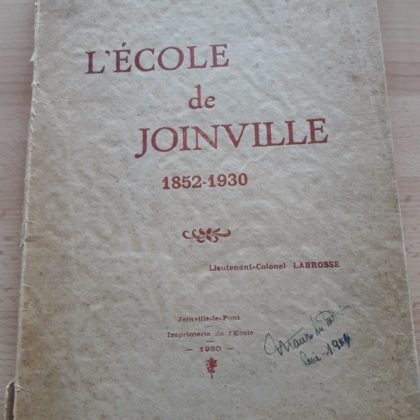 L'ÉCOLE
de
JOINVILLE
1852-1930
Lieutenant-Colonel LABROSSE
Joinville-le-Pont
Imprimerie de l'École
— 1930 —